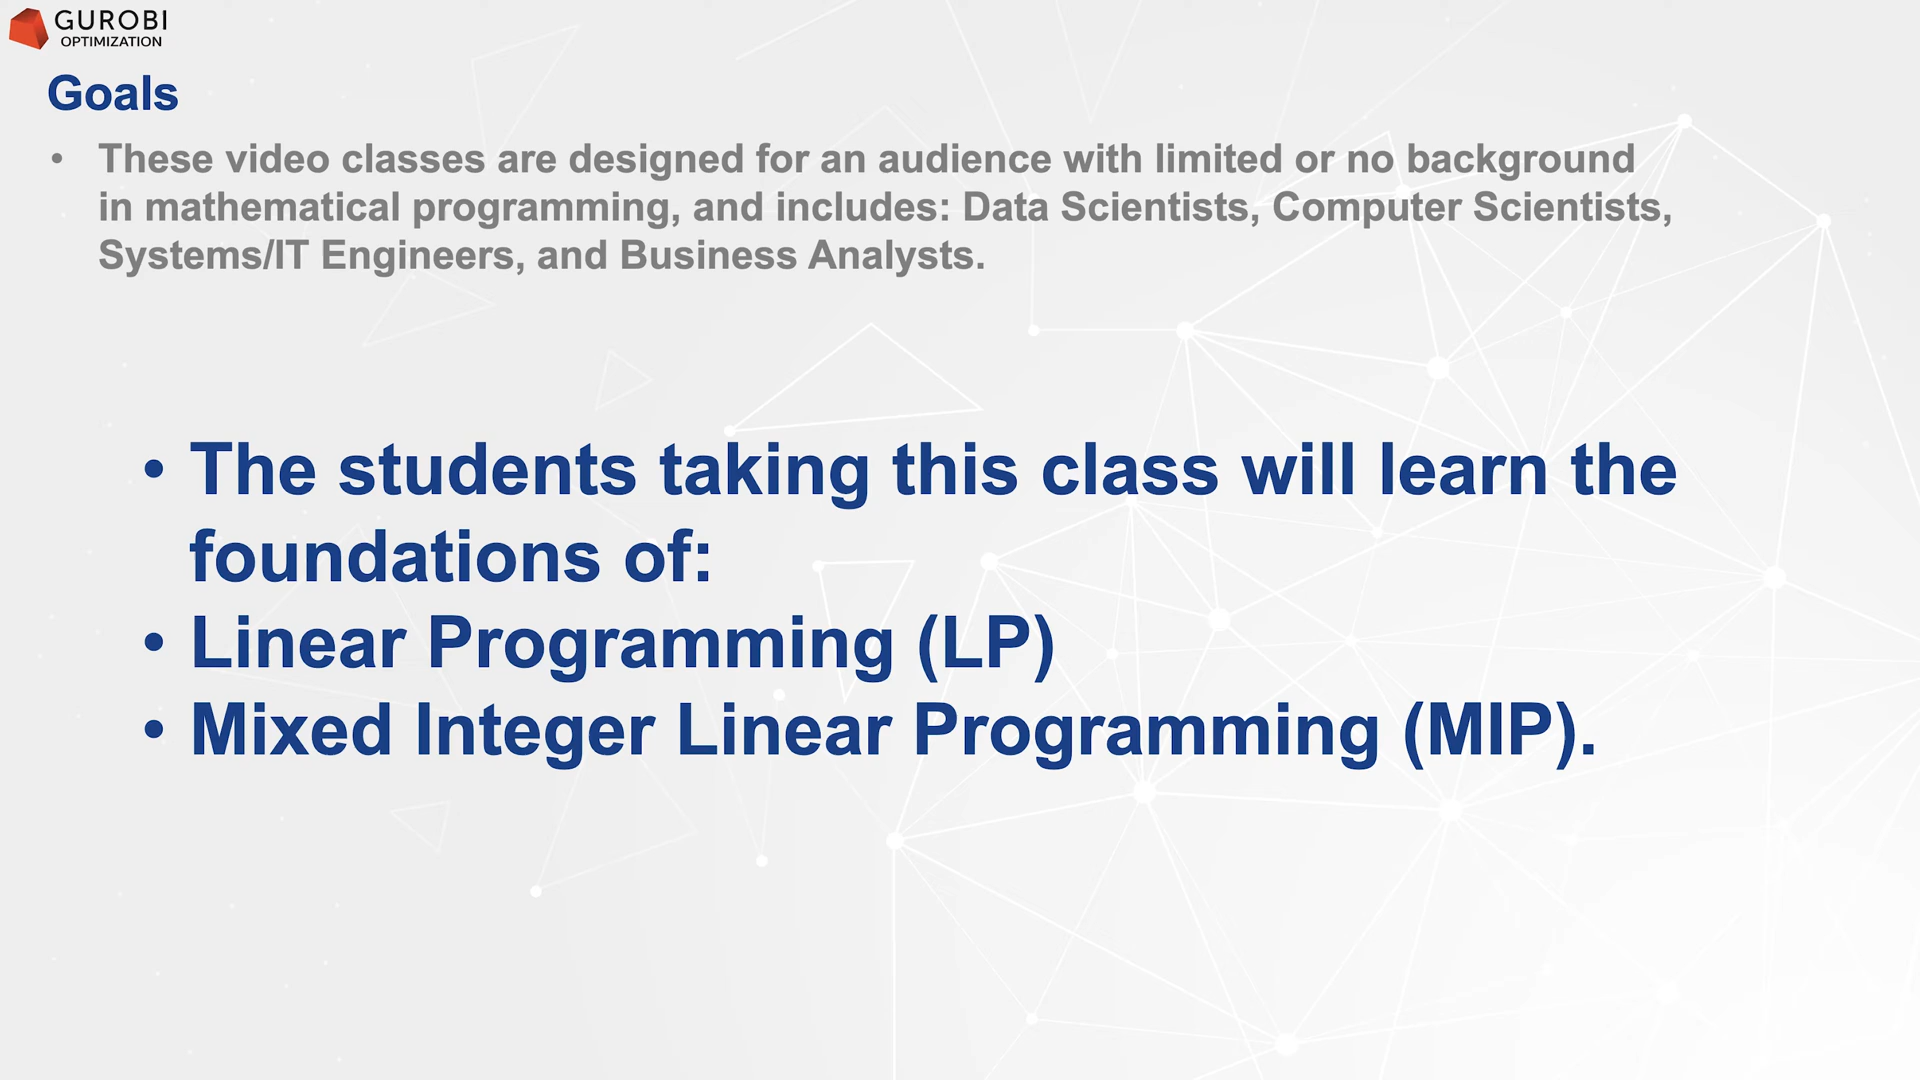 GUROBI
OPTIMIZATION
Goals
• These video classes are designed for an audience with limited or no background
in mathematical programming, and includes: Data Scientists, Computer Scientists,
Systems/IT Engineers, and Business Analysts.
• The students taking this class will learn the
foundations of:
• Linear Programming (LP)
• Mixed Integer Linear Programming (MIP).